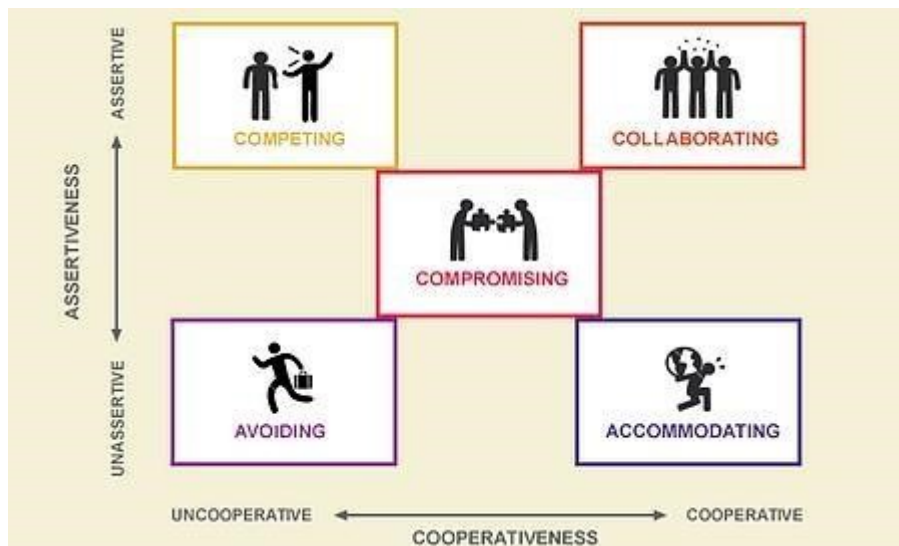 ASSERTIVE
ASSERTIVENESS
UNASSERTIVE
COMPETING
COLLABORATING
COMPROMISING
AVOIDING
ACCOMMODATING
UNCOOPERATIVE
COOPERATIVE
COOPERATIVENESS